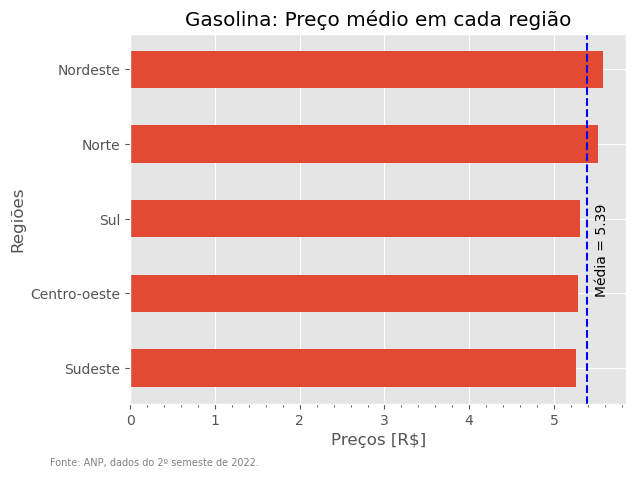 Gasolina: Preço médio em cada região
Nordeste
Norte
Sul
Centro-oeste
Sudeste
Regiões
Média = 5.39
0 1 2 3 4 5
Preços [R$]
Fonte: ANP, dados do 2º semeste de 2022.